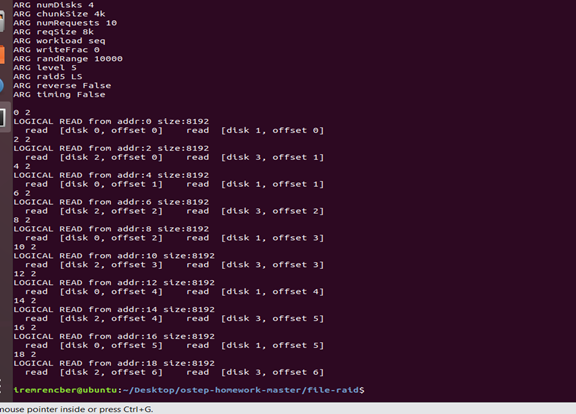 ARG numDisks 4
ARG chunkSize 4k
ARG numRequests 10
ARG reqSize 8k
ARG workload seq
ARG writeFrac 0
ARG randRange 10000
ARG level 5
ARG raid5 LS
ARG reverse False
ARG timing False
0 2
LOGICAL READ from addr:0 size:8192
read [disk 0, offset 0] read [disk 1, offset 0]
2 2
LOGICAL READ from addr:2 size:8192
read [disk 2, offset 0] read [disk 3, offset 1]
4 2
LOGICAL READ from addr:4 size:8192
read [disk 0, offset 1] read [disk 1, offset 1]
6 2
LOGICAL READ from addr:6 size:8192
read [disk 2, offset 2] read [disk 3, offset 2]
8 2
LOGICAL READ from addr:8 size:8192
read [disk 0, offset 2] read [disk 1, offset 3]
10 2
LOGICAL READ from addr:10 size:8192
read [disk 2, offset 3] read [disk 3, offset 3]
12 2
LOGICAL READ from addr:12 size:8192
read [disk 0, offset 4] read [disk 1, offset 4]
14 2
LOGICAL READ from addr:14 size:8192
read [disk 2, offset 4] read [disk 3, offset 5]
16 2
LOGICAL READ from addr:16 size:8192
read [disk 0, offset 5] read [disk 1, offset 5]
18 2
LOGICAL READ from addr:18 size:8192
read [disk 2, offset 6] read [disk 3, offset 6]
iremrencber@ubuntu:~/Desktop/ostep-homework-master/file-raid$
mouse pointer inside or press Ctrl+G.